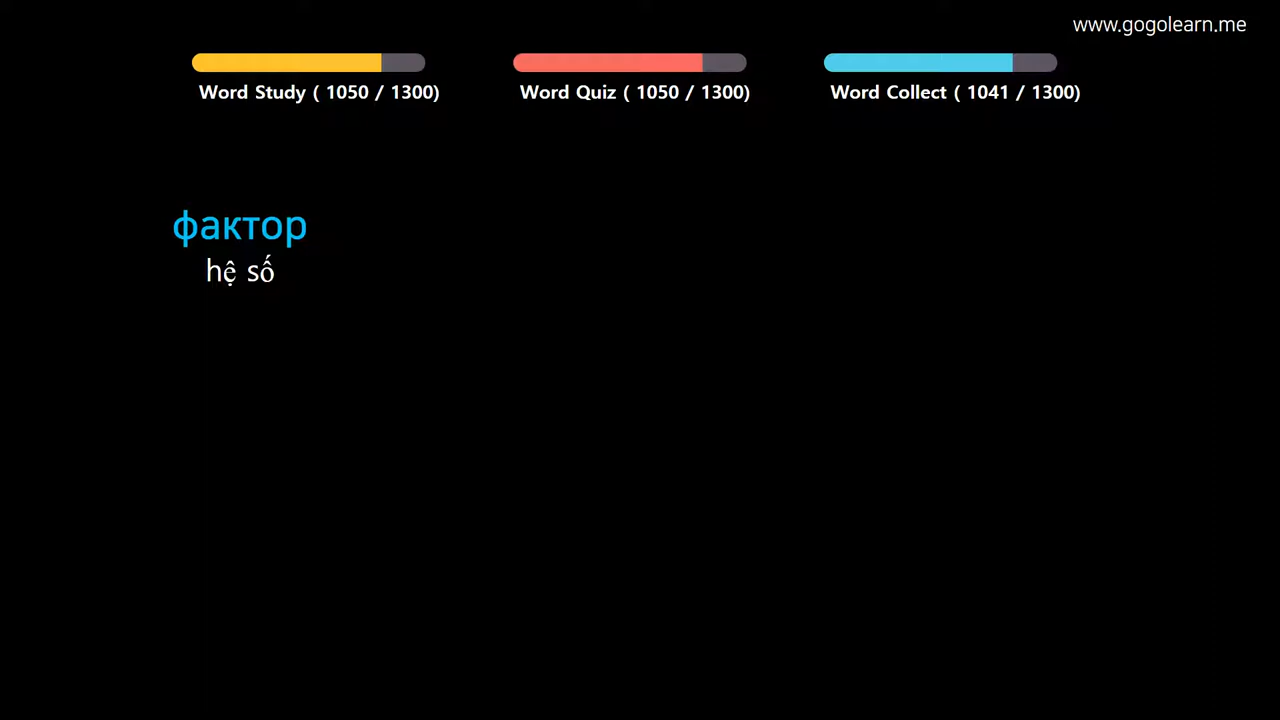 www.gogolearn.me
Word Study ( 1050 / 1300)
Word Quiz ( 1050 / 1300)
Word Collect ( 1041 / 1300)
фактор
hệ số